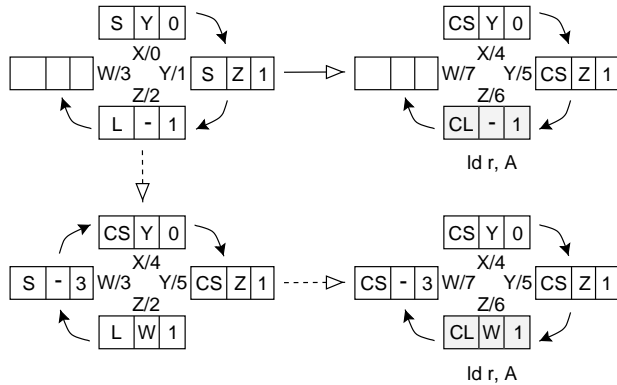 S Y 0 CS Y 0
X/0 X/4
W/3 Y/1 S Z 1 W/7 Y/5 CS Z 1
Z/2 Z/6
L - 1 CL - 1
ld r, A
CS Y 0 CS Y 0
X/4 X/4
S - 3 W/3 Y/5 CS Z 1 CS - 3 W/7 Y/5 CS Z 1
Z/2 Z/6
L W 1 CL W 1
ld r, A